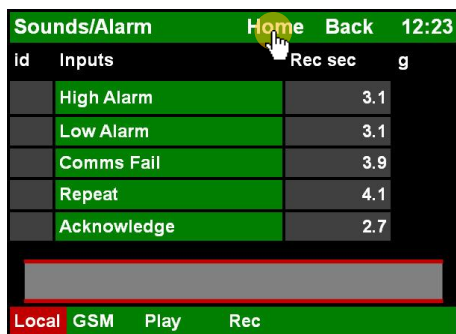 Sounds/Alarm Home Back 12:23
id Inputs Rec sec g
High Alarm 3.1
Low Alarm 3.1
Comms Fail 3.9
Repeat 4.1
Acknowledge 2.7
Local GSM Play Rec